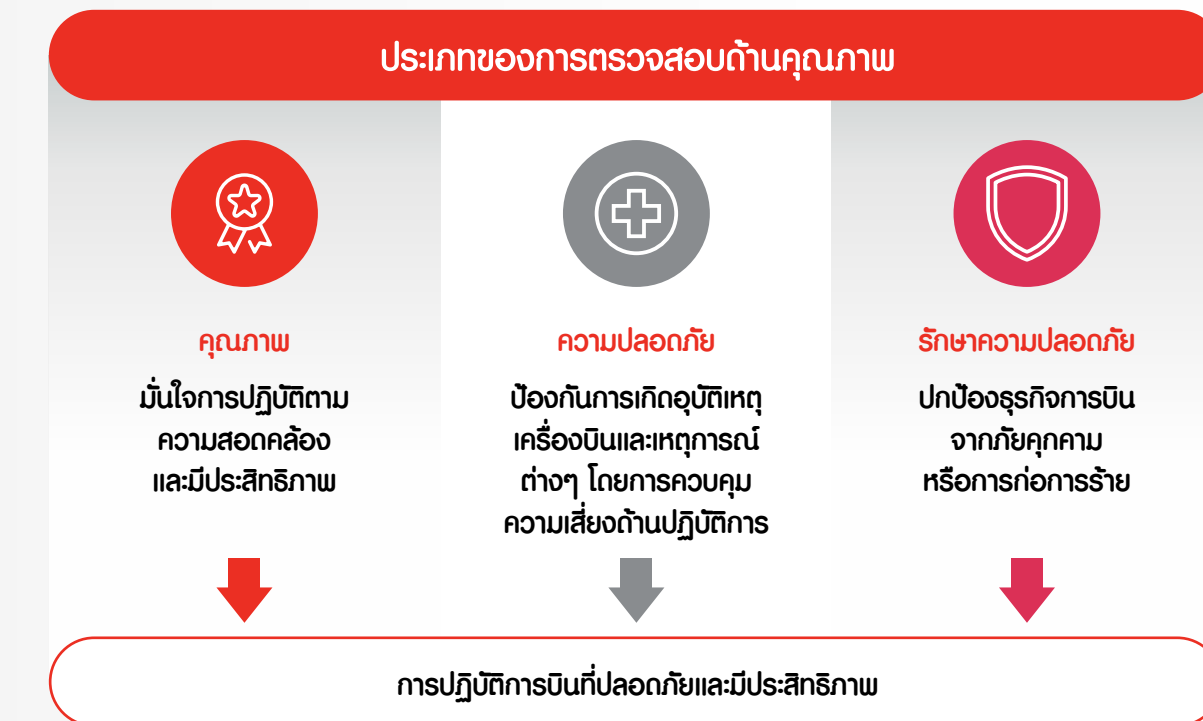 ประเภทของการตรวจสอบด้านคุณภาพ
คุณภาพ
มั่นใจการปฏิบัติตาม
ความสอดคล้อง
และมีประสิทธิภาพ
ความปลอดภัย
ป้องกันการเกิดอุบัติเหตุ
เครื่องบินและเหตุการณ์
ต่างๆ โดยการควบคุม
ความเสี่ยงด้านปฏิบัติการ
รักษาความปลอดภัย
ปกป้องธุรกิจการบิน
จากภัยคุกคาม
หรือการก่อการร้าย
การปฏิบัติการบินที่ปลอดภัยและมีประสิทธิภาพ